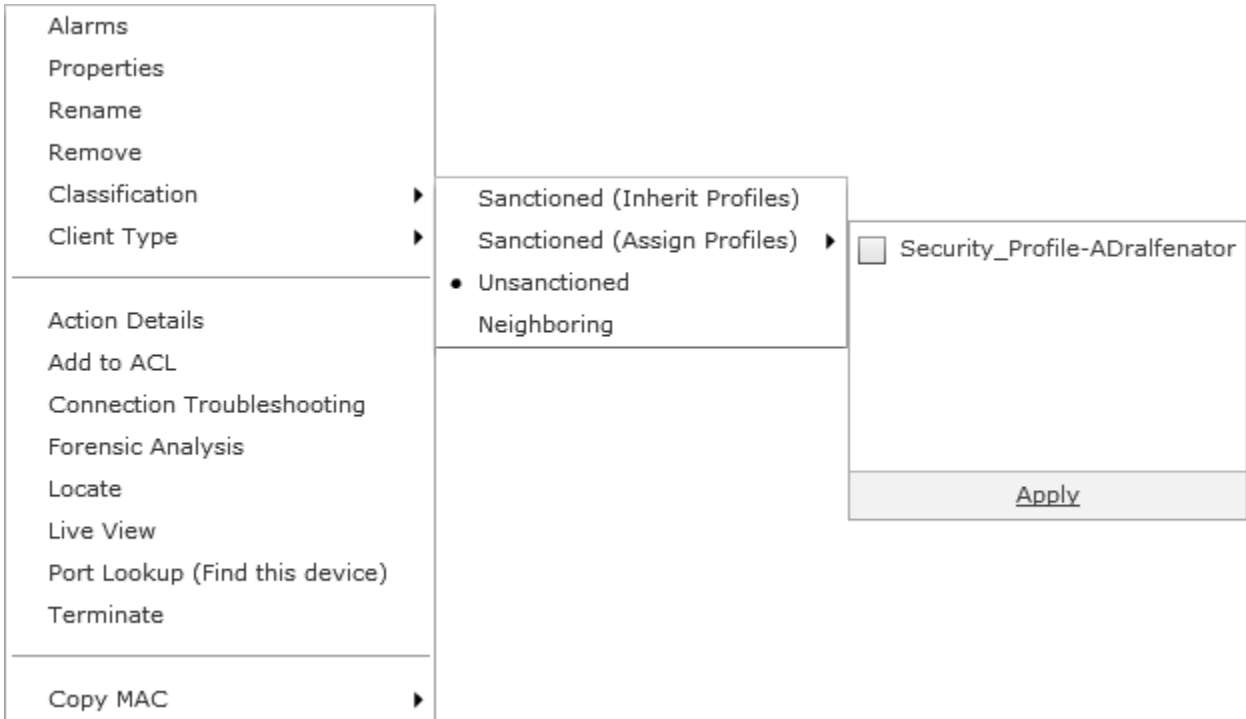 Alarms
Properties
Rename
Remove
Classification
Client Type
Action Details
Add to ACL
Connection Troubleshooting
Forensic Analysis
Locate
Live View
Port Lookup (Find this device)
Terminate
Copy MAC
Sanctioned (Inherit Profiles)
Sanctioned (Assign Profiles)
Unsanctioned
Neighboring
Security_Profile-ADralfenator
Apply